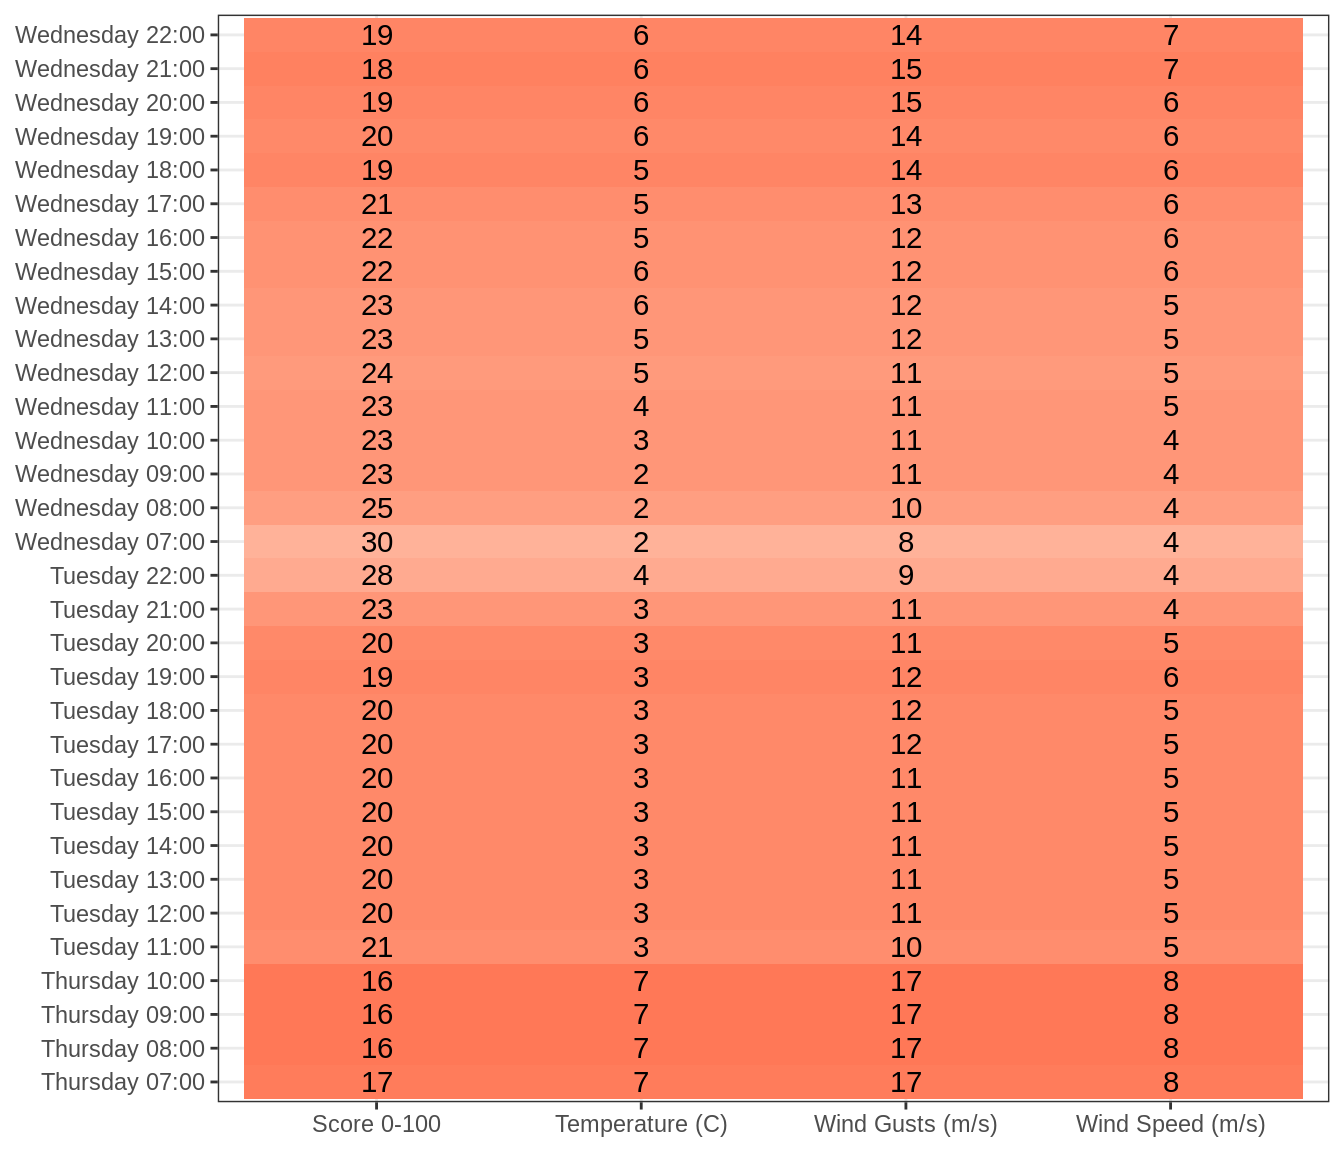 Wednesday 22:00 19 6 14 7
Wednesday 21:00 18 6 15 7
Wednesday 20:00 19 6 15 6
Wednesday 19:00 20 6 14 6
Wednesday 18:00 19 5 14 6
Wednesday 17:00 21 5 13 6
Wednesday 16:00 22 5 12 6
Wednesday 15:00 22 6 12 6
Wednesday 14:00 23 6 12 5
Wednesday 13:00 23 5 12 5
Wednesday 12:00 24 5 11 5
Wednesday 11:00 23 4 11 5
Wednesday 10:00 23 3 11 4
Wednesday 09:00 23 2 11 4
Wednesday 08:00 25 2 10 4
Wednesday 07:00 30 2 8 4
Tuesday 22:00 28 4 9 4
Tuesday 21:00 23 3 11 4
Tuesday 20:00 20 3 11 5
Tuesday 19:00 19 3 12 6
Tuesday 18:00 20 3 12 5
Tuesday 17:00 20 3 12 5
Tuesday 16:00 20 3 11 5
Tuesday 15:00 20 3 11 5
Tuesday 14:00 20 3 11 5
Tuesday 13:00 20 3 11 5
Tuesday 12:00 20 3 11 5
Tuesday 11:00 21 3 10 5
Thursday 10:00 16 7 17 8
Thursday 09:00 16 7 17 8
Thursday 08:00 16 7 17 8
Thursday 07:00 17 7 17 8
Score 0-100 Temperature (C) Wind Gusts (m/s) Wind Speed (m/s)